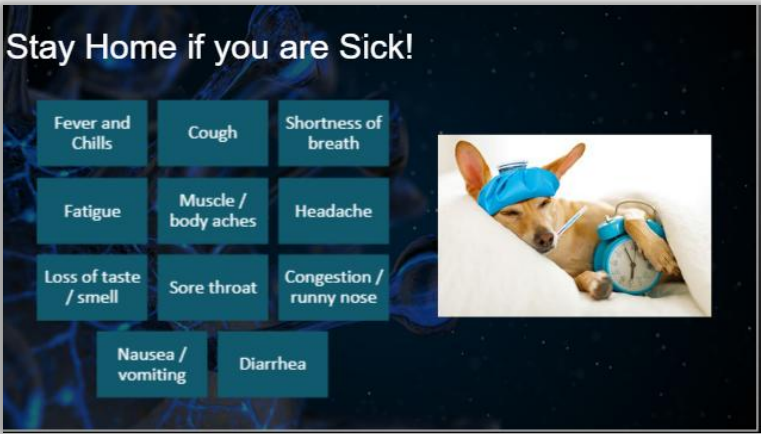 Stay Home if you are Sick!
Fever and
Chills
Cough
Shortness of
breath
Fatigue
Muscle /
body aches
Headache
Loss of taste
/ smell
Sore throat
Congestion /
runny nose
Nausea /
vomiting
Diarrhea